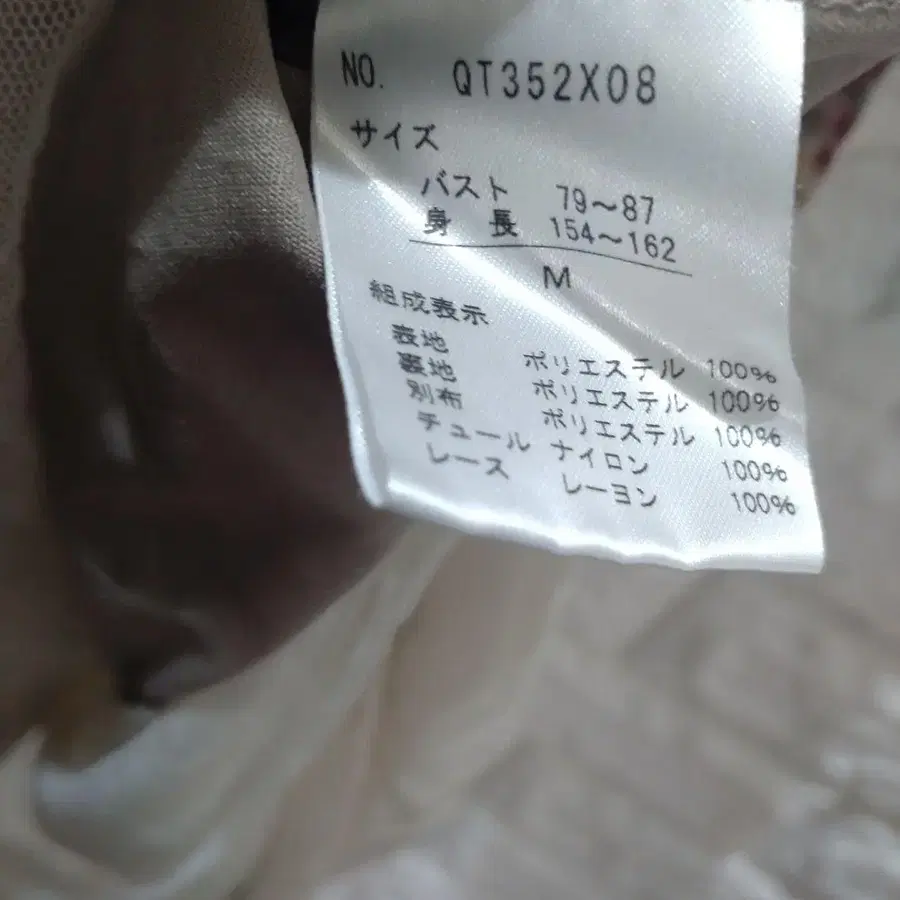 NO. QT352X08
サイズ
バスト 79〜87
身長 154〜162
M
組成表示
表地 ポリエステル 100%
裏地 ポリエステル 100%
別布 ポリエステル 100%
チュール ナイロン 100%
レース レーヨン 100%